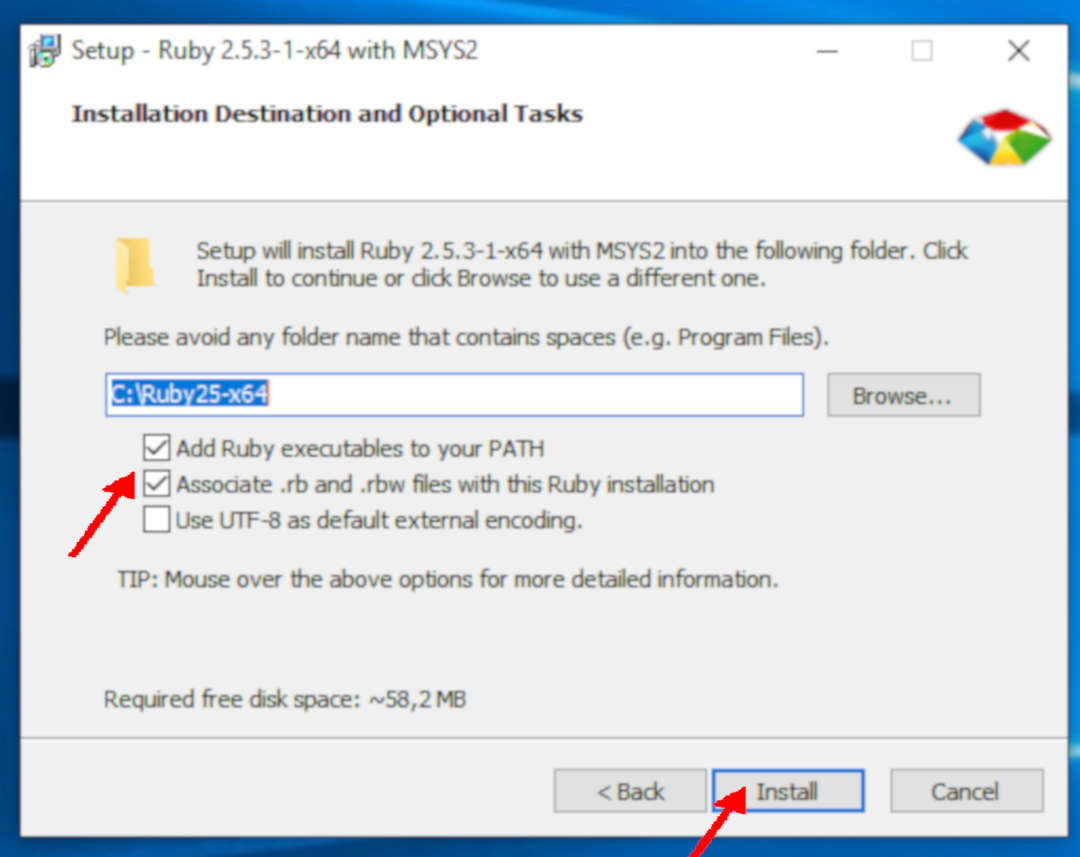 Setup - Ruby 2.5.3-1-x64 with MSYS2
Installation Destination and Optional Tasks
Setup will install Ruby 2.5.3-1-x64 with MSYS2 into the following folder. Click
Install to continue or click Browse to use a different one.
Please avoid any folder name that contains spaces (e.g. Program Files).
C:\Ruby25-x64
Browse...
Add Ruby executables to your PATH
Associate .rb and .rbw files with this Ruby installation
Use UTF-8 as default external encoding.
TIP: Mouse over the above options for more detailed information.
Required free disk space: ~58,2 MB
< Back
Install
Cancel